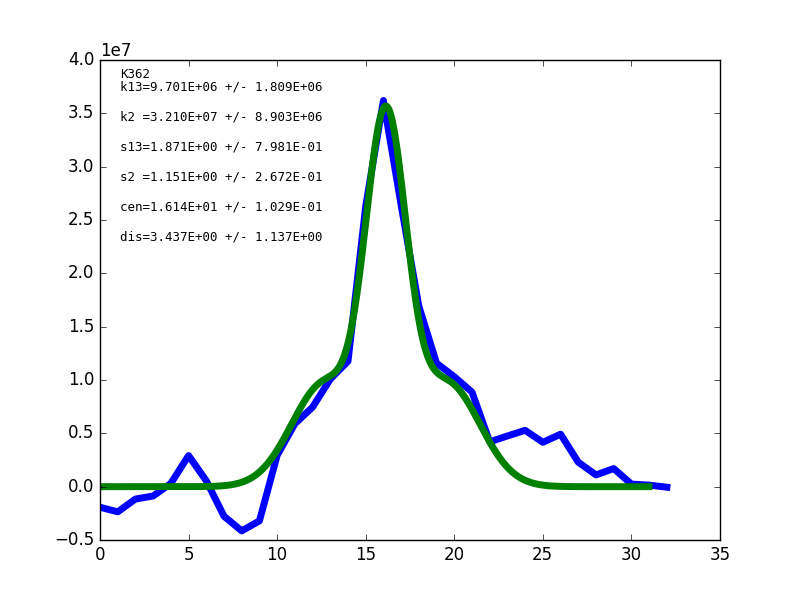 1e7
K362
k13=9.701E+06 +/- 1.809E+06
k2 =3.210E+07 +/- 8.903E+06
s13=1.871E+00 +/- 7.981E-01
s2 =1.151E+00 +/- 2.672E-01
cen=1.614E+01 +/- 1.029E-01
dis=3.437E+00 +/- 1.137E+00
4.0
3.5
3.0
2.5
2.0
1.5
1.0
0.5
0.0
−0.5
0 5 10 15 20 25 30 35